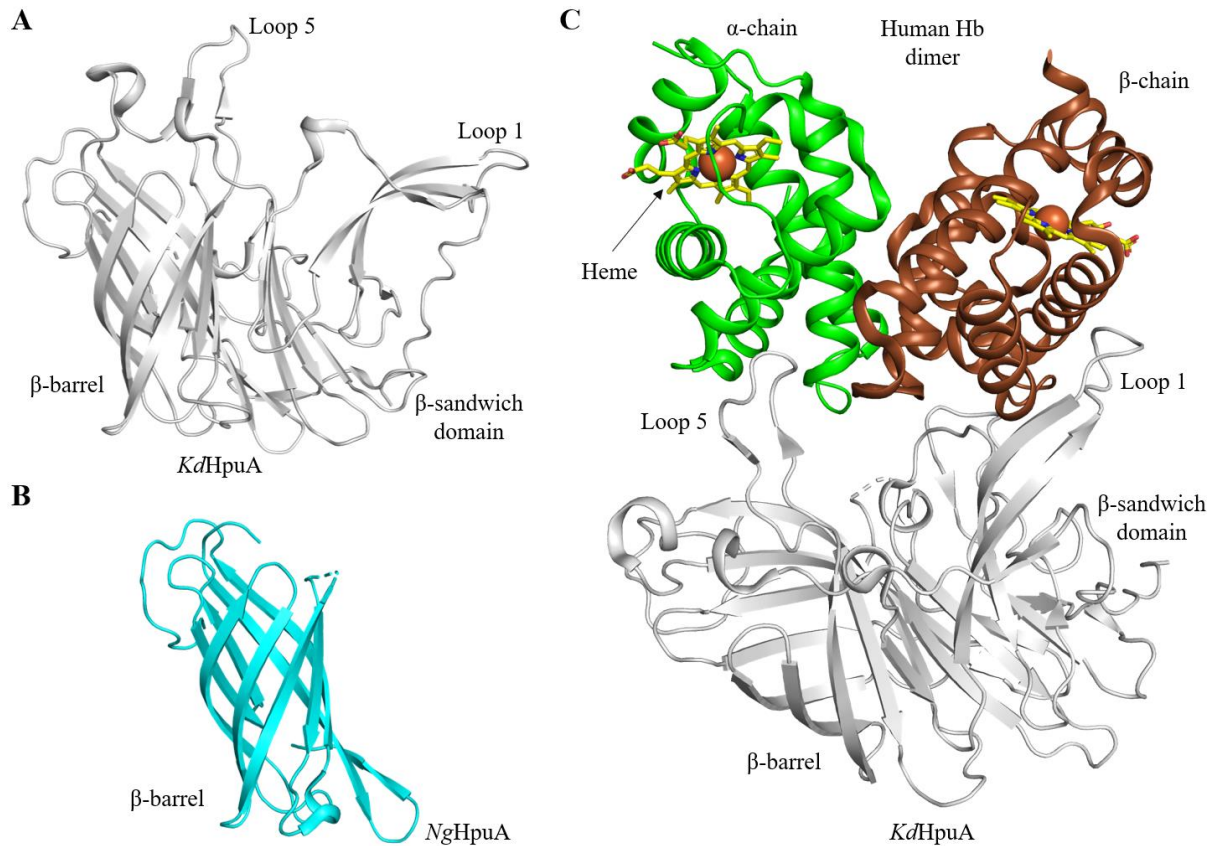 A
Loop 5
Loop 1
β-barrel
β-sandwich
domain
KdHpuA
B
β-barrel
NgHpuA
C
α-chain
Human Hb
dimer
β-chain
Heme
Loop 5
Loop 1
β-sandwich
domain
β-barrel
KdHpuA